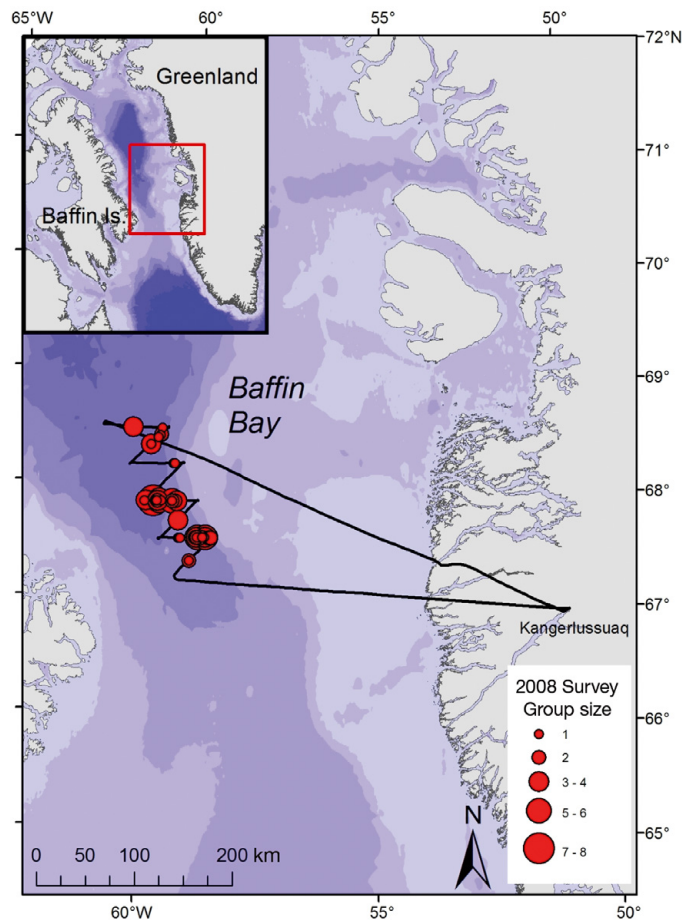 65°W 60° 55° 50°
72°N
Greenland
Baffin Is.
71°
70°
69°
Baffin
Bay
68°
67°
Kangerlussuaq
2008 Survey
Group size
1
2
3 - 4
5 - 6
7 - 8
66°
65°
N
0 50 100 200 km
60°W 55° 50°